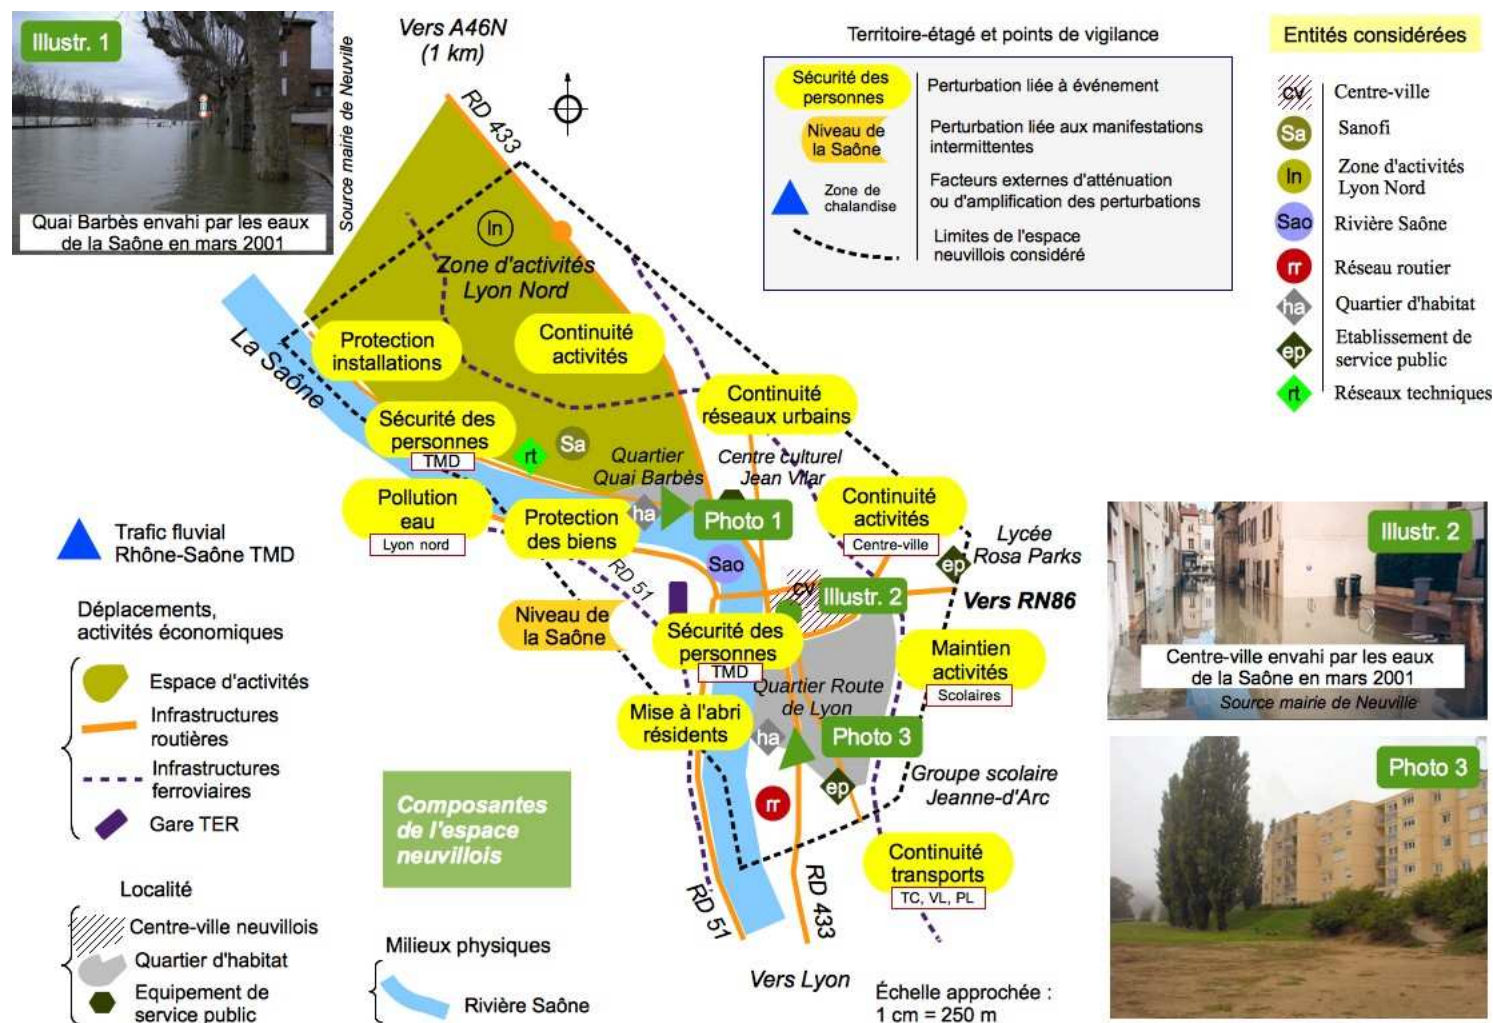 Illustr. 1
Quai Barbès envahi par les eaux
de la Saône en mars 2001
Source mairie de Neuville
Vers A46N
(1 km)
RD 433
Territoire-étagé et points de vigilance
Sécurité des
personnes
Perturbation liée à événement
Niveau de
la Saône
Perturbation liée aux manifestations
intermittentes
Zone de
chalandise
Facteurs externes d'atténuation
ou d'amplification des perturbations
Limites de l'espace
neuvillois considéré
Entités considérées
cv
Centre-ville
Sa
Sanofi
ln
Zone d'activités
Lyon Nord
Sao
Rivière Saône
rr
Réseau routier
ha
Quartier d'habitat
ep
Etablissement de
service public
rt
Réseaux techniques
ln
Zone d'activités
Lyon Nord
La Saône
Protection
installations
Continuité
activités
Continuité
réseaux urbains
Sécurité des
personnes
TMD
rt
Sa
Quartier
Quai Barbès
Centre culturel
Jean Vilar
Pollution
eau
Lyon nord
Protection
des biens
ha
Photo 1
Continuité
activités
Centre-ville
Lycée
Rosa Parks
ep
Vers RN86
RD 51
Sao
cv
Illustr. 2
Niveau de
la Saône
Sécurité des
personnes
TMD
Maintien
activités
Scolaires
Quartier Route
de Lyon
Mise à l'abri
résidents
ha
Photo 3
rr
ep
Groupe scolaire
Jeanne-d'Arc
Continuité
transports
TC, VL, PL
RD 51
RD 433
Vers Lyon
Échelle approchée :
1 cm = 250 m
Trafic fluvial
Rhône-Saône TMD
Déplacements,
activités économiques
Espace d'activités
Infrastructures
routières
Infrastructures
ferroviaires
Gare TER
Localité
Centre-ville neuvillois
Quartier d'habitat
Equipement de
service public
Composantes
de l'espace
neuvillois
Milieux physiques
Rivière Saône
Illustr. 2
Centre-ville envahi par les eaux
de la Saône en mars 2001
Source mairie de Neuville
Photo 3